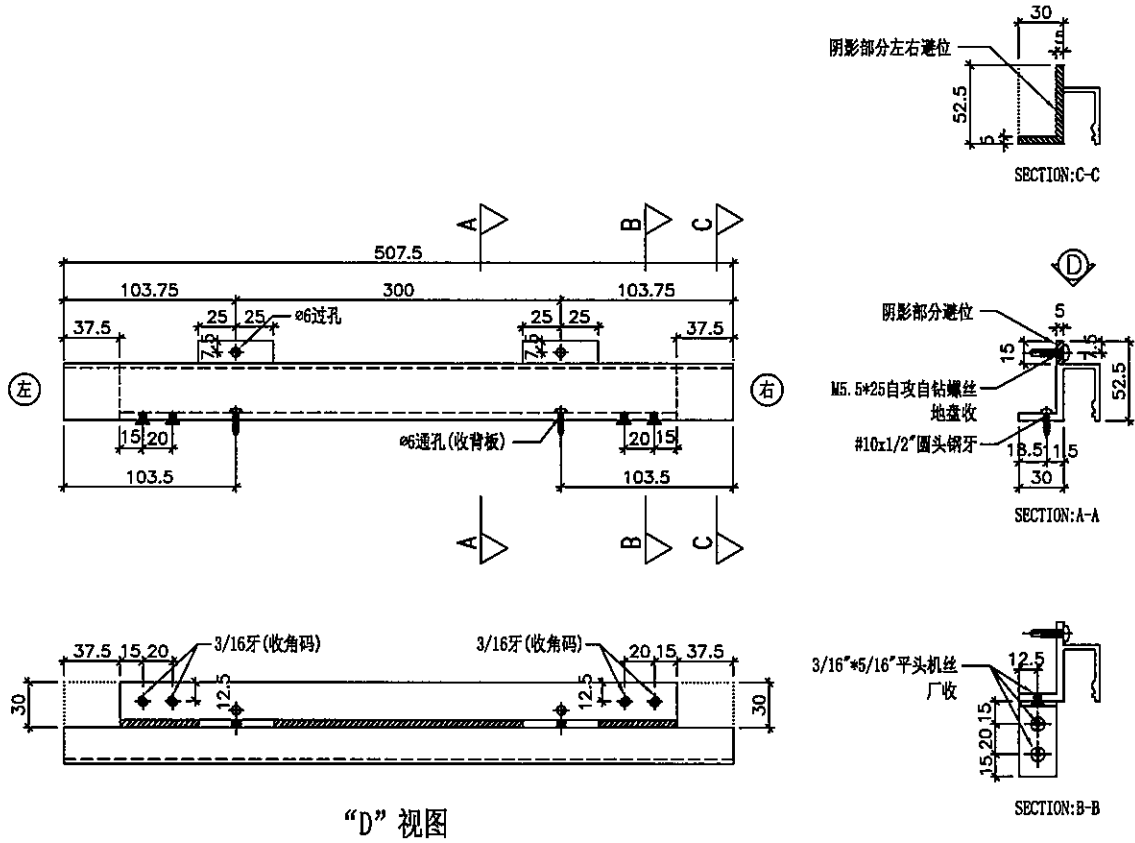 30
5
阴影部分左右避位
52.5
5
SECTION:C-C
A
B
C
507.5
103.75
300
103.75
37.5
25
25
ø6过孔
25
25
37.5
7.5
7.5
左
右
15
20
ø6通孔(收背板)
20
15
103.5
103.5
A
B
C
D
阴影部分避位
5
15
7.5
52.5
M5.5*25自攻自钻螺丝
地盘收
#10x1/2"圆头钢牙
18.5
1.5
30
SECTION:A-A
37.5
15
20
3/16牙(收角码)
3/16牙(收角码)
20
15
37.5
30
12.5
12.5
30
“D”视图
3/16"*5/16"平头机丝
厂收
12.5
15
20
15
SECTION:B-B